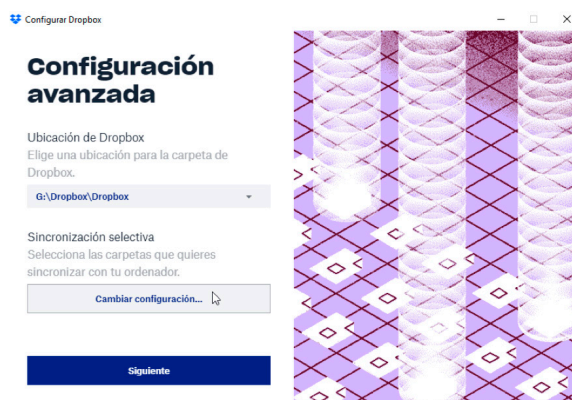 Configurar Dropbox
Configuración
avanzada
Ubicación de Dropbox
Elige una ubicación para la carpeta de
Dropbox.
G:\Dropbox\Dropbox
Sincronización selectiva
Selecciona las carpetas que quieres
sincronizar con tu ordenador.
Cambiar configuración...
Siguiente